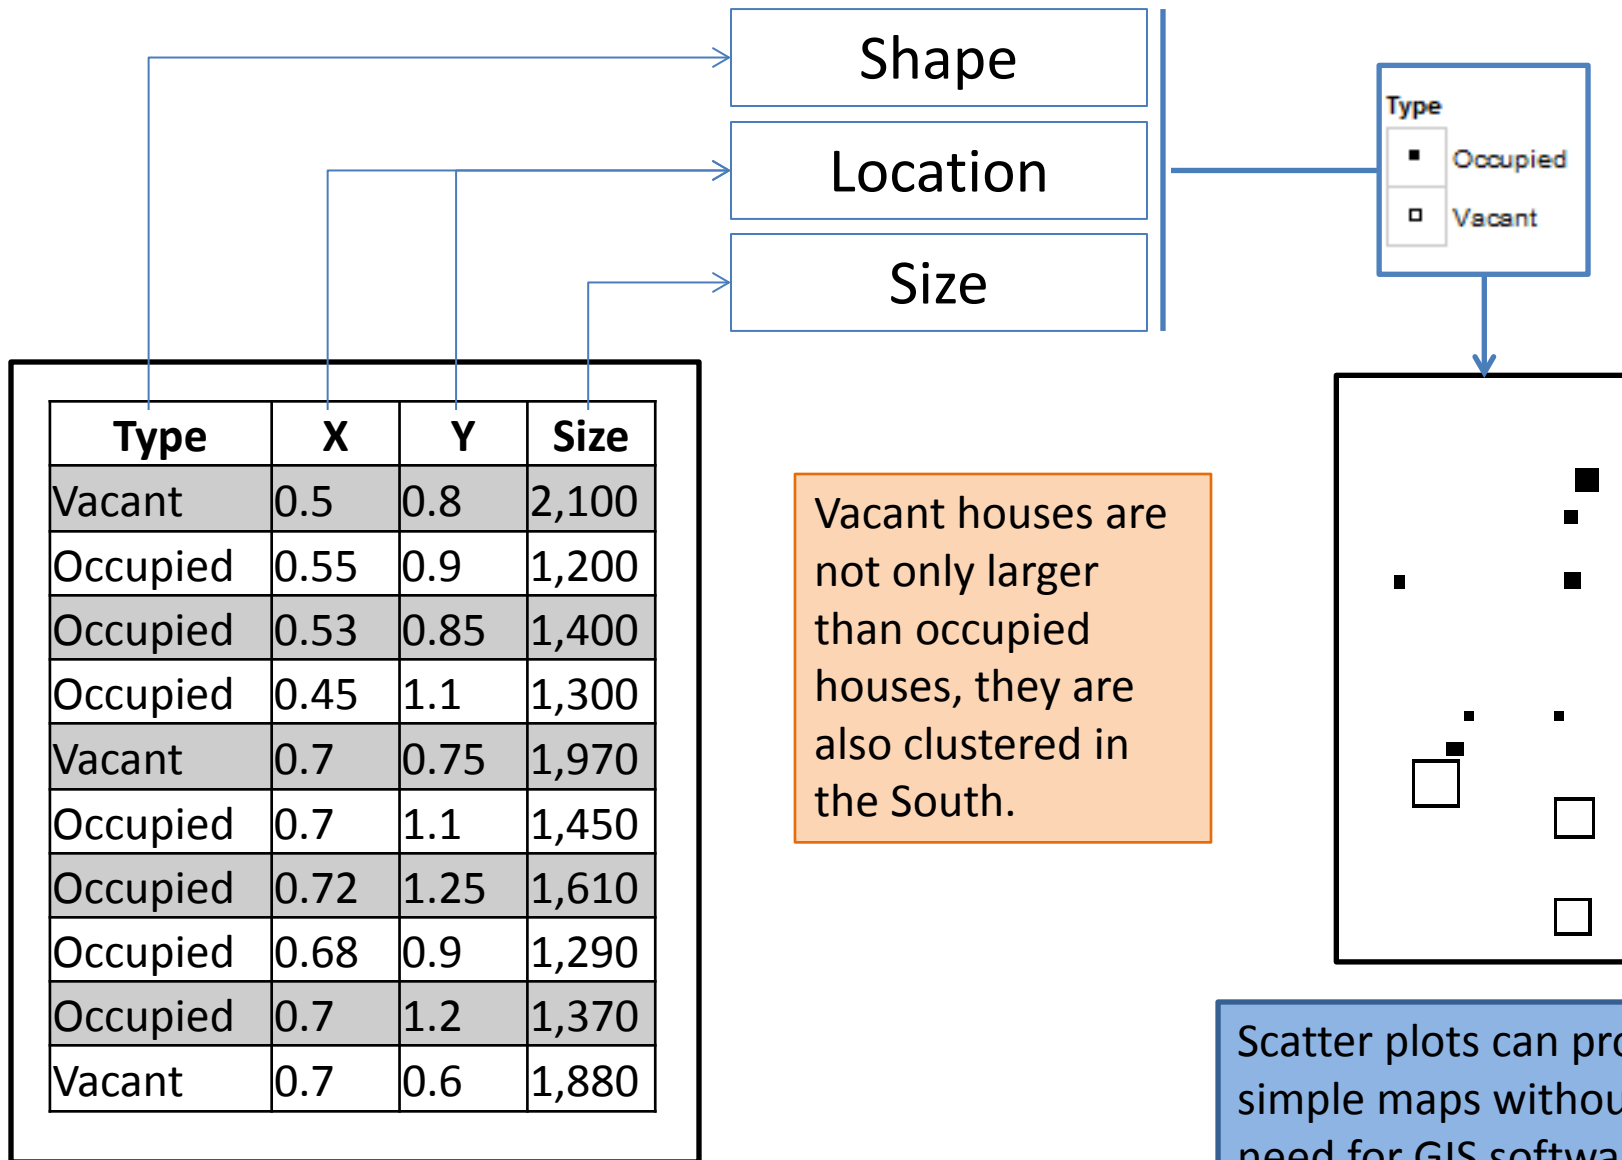 Shape
Location
Size
Type
Occupied
Vacant
Type X Y Size
Vacant 0.5 0.8 2,100
Occupied 0.55 0.9 1,200
Occupied 0.53 0.85 1,400
Occupied 0.45 1.1 1,300
Vacant 0.7 0.75 1,970
Occupied 0.7 1.1 1,450
Occupied 0.72 1.25 1,610
Occupied 0.68 0.9 1,290
Occupied 0.7 1.2 1,370
Vacant 0.7 0.6 1,880
Vacant houses are
not only larger
than occupied
houses, they are
also clustered in
the South.
Scatter plots can
simple maps
need for GIS